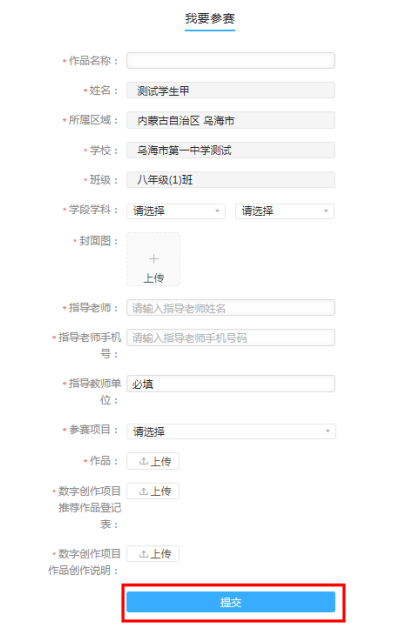 我要参赛
*作品名称：
*姓名： 测试学生甲
*所属区域： 内蒙古自治区 乌海市
*学校： 乌海市第一中学测试
*班级： 八年级(1)班
*学段学科： 请选择 请选择
*封面图：
上传
*指导老师： 请输入指导老师姓名
*指导老师手机 请输入指导老师手机号码
号：
*指导教师单 必填
位：
*参赛项目： 请选择
*作品： 上传
*数字创作项目 上传
推荐作品登记
表：
*数字创作项目 上传
作品创作说明：
提交